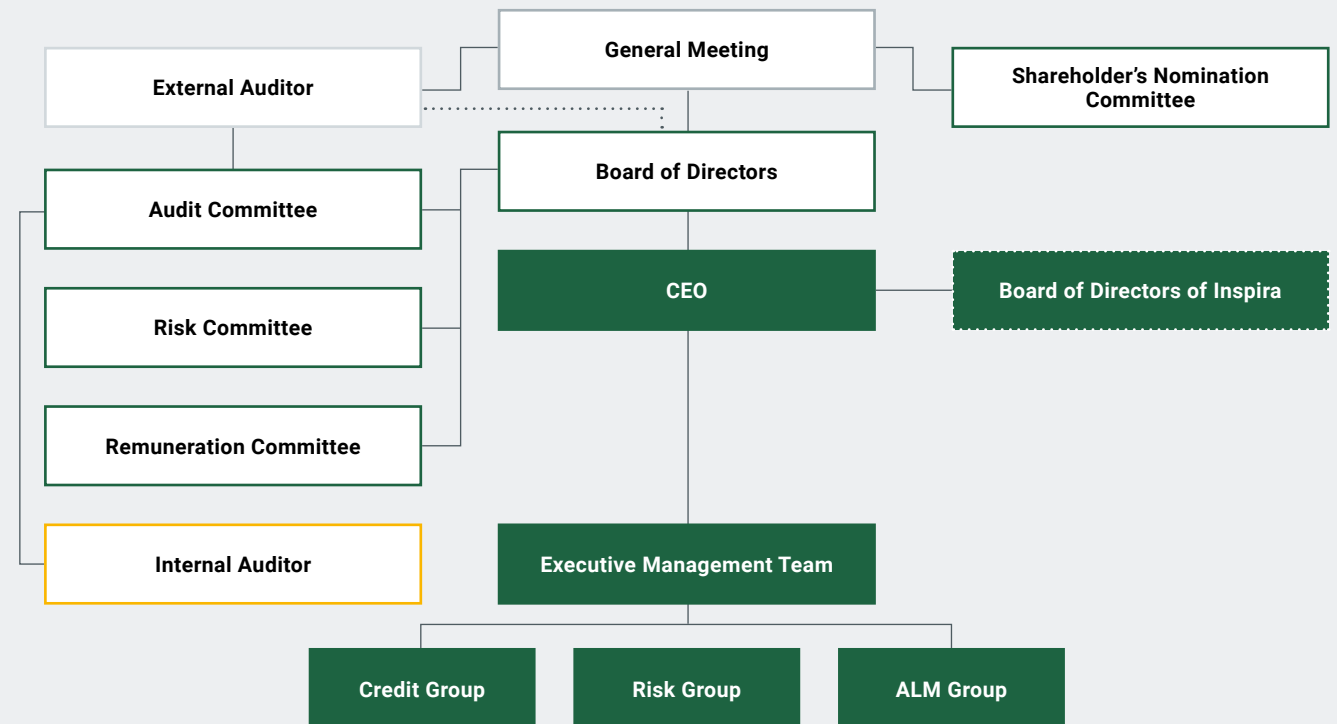 General Meeting
External Auditor
Shareholder’s Nomination
Committee
Board of Directors
Audit Committee
CEO
Board of Directors of Inspira
Risk Committee
Remuneration Committee
Internal Auditor
Executive Management Team
Credit Group
Risk Group
ALM Group